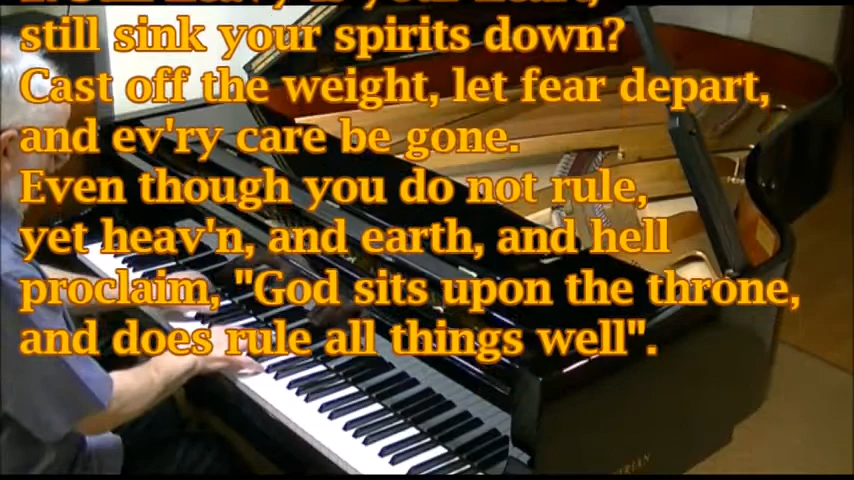 still sink your spirits down?
Cast off the weight, let fear depart,
and ev'ry care be gone.
Even though you do not rule,
yet heav'n, and earth, and hell
proclaim, "God sits upon the throne,
and does rule all things well".